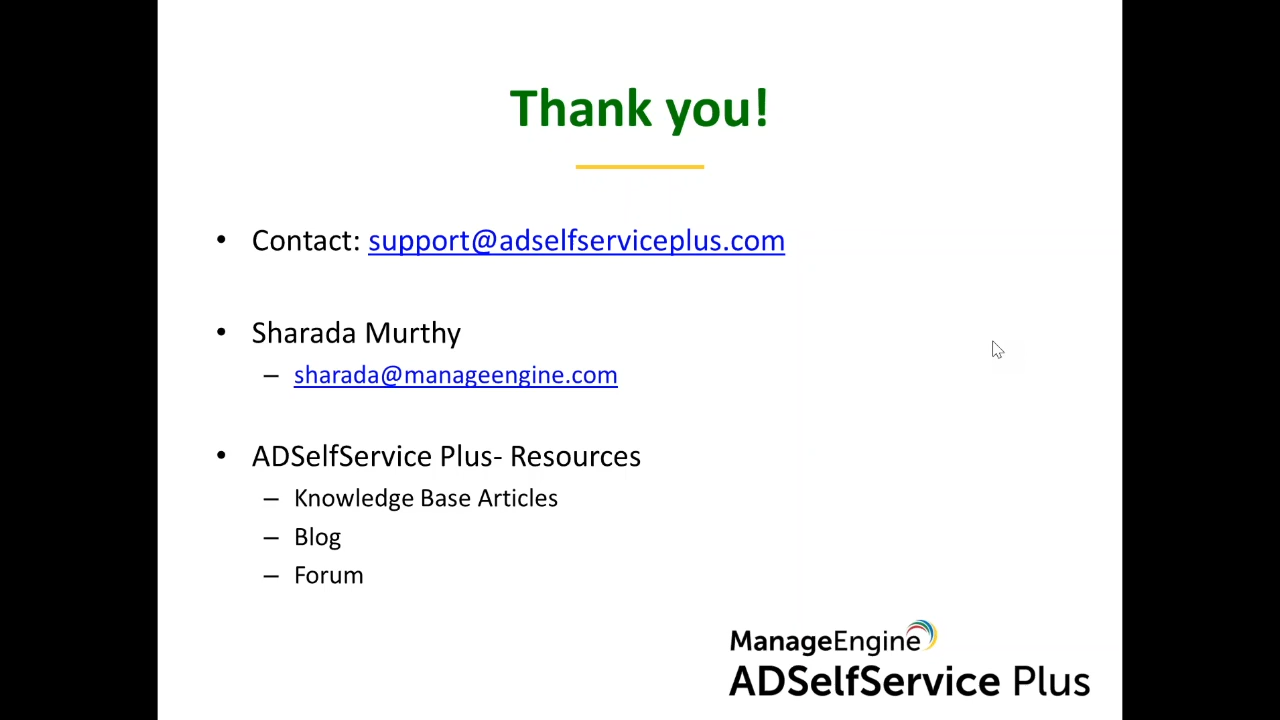 Thank you!
• Contact: support@adselfserviceplus.com
• Sharada Murthy
– sharada@manageengine.com
• ADSelfService Plus- Resources
– Knowledge Base Articles
– Blog
– Forum
ManageEngine
ADSelfService Plus